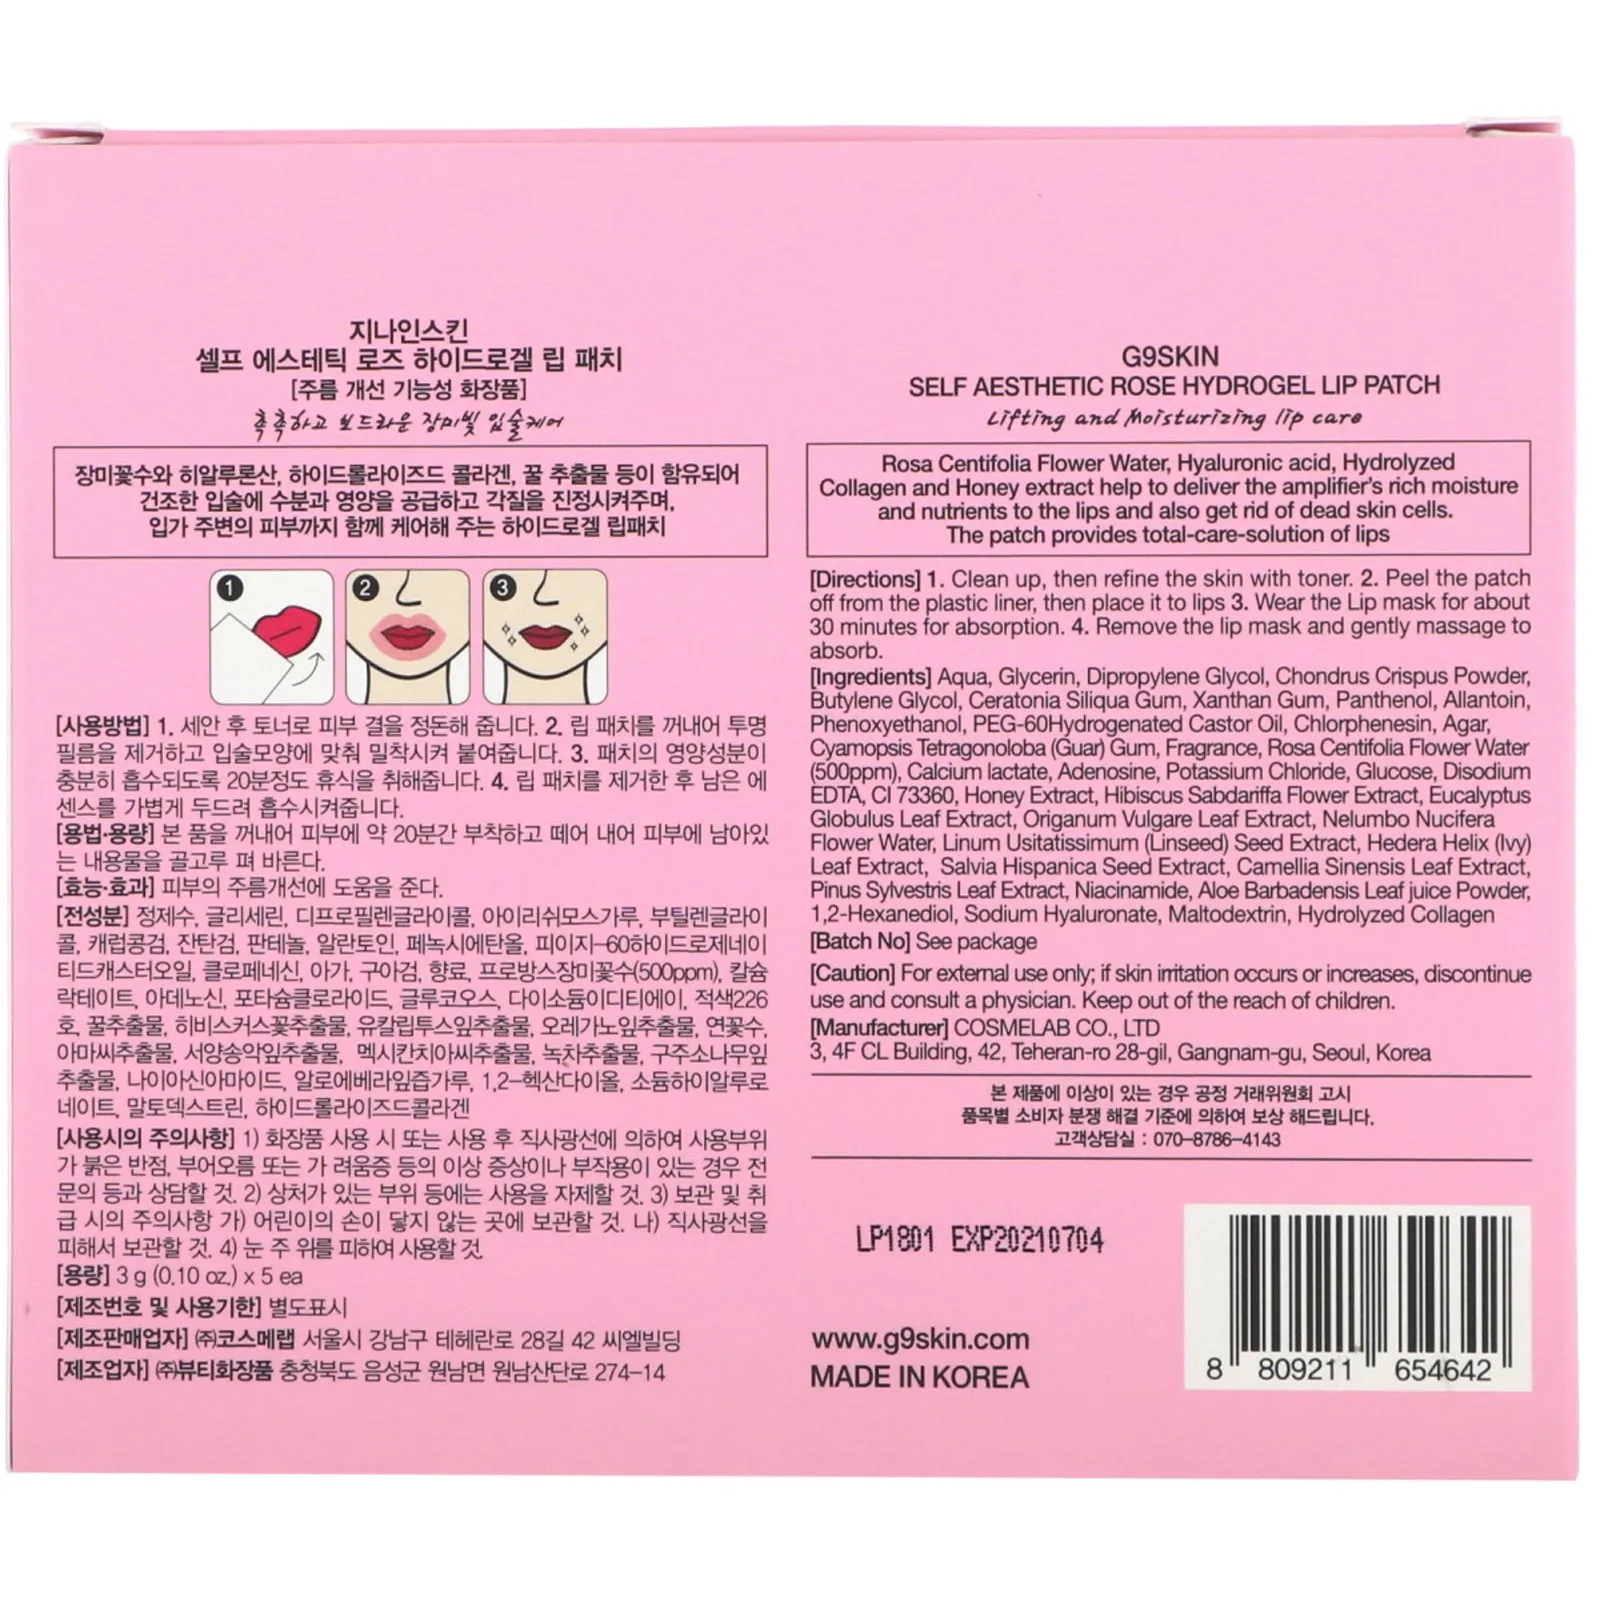 지나인스킨
셀프 에스테틱 로즈 하이드로겔 립 패치
[주름 개선 기능성 화장품]
촉촉하고 보드라운 장미빛 입술케어
장미꽃수와 히알루론산, 하이드롤라이즈드 콜라겐, 꿀 추출물 등이 함유되어
건조한 입술에 수분과 영양을 공급하고 각질을 진정시켜주며,
입가 주변의 피부까지 함께 케어해 주는 하이드로겔 립패치
1 2 3
[사용방법] 1. 세안 후 토너로 피부 결을 정돈해 줍니다. 2. 립 패치를 꺼내어 투명
필름을 제거하고 입술모양에 맞춰 밀착시켜 붙여줍니다. 3. 패치의 영양성분이
충분히 흡수되도록 20분정도 휴식을 취해줍니다. 4. 립 패치를 제거한 후 남은 에
센스를 가볍게 두드려 흡수시켜줍니다.
[용법·용량] 본 품을 꺼내어 피부에 약 20분간 부착하고 떼어 내어 피부에 남아있
는 내용물을 골고루 펴 바른다.
[효능·효과] 피부의 주름개선에 도움을 준다.
[전성분] 정제수, 글리세린, 디프로필렌글라이콜, 아이리쉬모스가루, 부틸렌글라이
콜, 캐럽콩검, 잔탄검, 판테놀, 알란토인, 페녹시에탄올, 피이지-60하이드로제네이
티드캐스터오일, 클로페네신, 아가, 구아검, 향료, 프로방스장미꽃수(500ppm), 칼슘
락테이트, 아데노신, 포타슘클로라이드, 글루코오스, 다이소듐이디티에이, 적색226
호, 꿀추출물, 히비스커스꽃추출물, 유칼립투스잎추출물, 오레가노잎추출물, 연꽃수,
아마씨추출물, 서양송악잎추출물, 멕시칸치아씨추출물, 녹차추출물, 구주소나무잎
추출물, 나이아신아마이드, 알로에베라잎즙가루, 1,2-헥산다이올, 소듐하이알루로
네이트, 말토덱스트린, 하이드롤라이즈드콜라겐
[사용시의 주의사항] 1) 화장품 사용 시 또는 사용 후 직사광선에 의하여 사용부위
가 붉은 반점, 부어오름 또는 가 려움증 등의 이상 증상이나 부작용이 있는 경우 전
문의 등과 상담할 것. 2) 상처가 있는 부위 등에는 사용을 자제할 것. 3) 보관 및 취
급 시의 주의사항 가) 어린이의 손이 닿지 않는 곳에 보관할 것. 나) 직사광선을
피해서 보관할 것. 4) 눈 주 위를 피하여 사용할 것.
[용량] 3 g (0.10 oz.) x 5 ea
[제조번호 및 사용기한] 별도표시
[제조판매업자] ㈜코스메랩 서울시 강남구 테헤란로 28길 42 씨엘빌딩
[제조업자] ㈜뷰티화장품 충청북도 음성군 원남면 원남산단로 274-14
G9SKIN
SELF AESTHETIC ROSE HYDROGEL LIP PATCH
Lifting and Moisturizing lip care
Rosa Centifolia Flower Water, Hyaluronic acid, Hydrolyzed
Collagen and Honey extract help to deliver the amplifier's rich moisture
and nutrients to the lips and also get rid of dead skin cells.
The patch provides total-care-solution of lips
[Directions] 1. Clean up, then refine the skin with toner. 2. Peel the patch
off from the plastic liner, then place it to lips 3. Wear the Lip mask for about
30 minutes for absorption. 4. Remove the lip mask and gently massage to
absorb.
[Ingredients] Aqua, Glycerin, Dipropylene Glycol, Chondrus Crispus Powder,
Butylene Glycol, Ceratonia Siliqua Gum, Xanthan Gum, Panthenol, Allantoin,
Phenoxyethanol, PEG-60Hydrogenated Castor Oil, Chlorphenesin, Agar,
Cyamopsis Tetragonoloba (Guar) Gum, Fragrance, Rosa Centifolia Flower Water
(500ppm), Calcium lactate, Adenosine, Potassium Chloride, Glucose, Disodium
EDTA, CI 73360, Honey Extract, Hibiscus Sabdariffa Flower Extract, Eucalyptus
Globulus Leaf Extract, Origanum Vulgare Leaf Extract, Nelumbo Nucifera
Flower Water, Linum Usitatissimum (Linseed) Seed Extract, Hedera Helix (Ivy)
Leaf Extract, Salvia Hispanica Seed Extract, Camellia Sinensis Leaf Extract,
Pinus Sylvestris Leaf Extract, Niacinamide, Aloe Barbadensis Leaf juice Powder,
1,2-Hexanediol, Sodium Hyaluronate, Maltodextrin, Hydrolyzed Collagen
[Batch No] See package
[Caution] For external use only; if skin irritation occurs or increases, discontinue
use and consult a physician. Keep out of the reach of children.
[Manufacturer] COSMELAB CO., LTD
3, 4F CL Building, 42, Teheran-ro 28-gil, Gangnam-gu, Seoul, Korea
본 제품에 이상이 있는 경우 공정 거래위원회 고시
품목별 소비자 분쟁 해결 기준에 의하여 보상 해드립니다.
고객상담실 : 070-8786-4143
LP1801 EXP20210704
www.g9skin.com
MADE IN KOREA
8 809211 654642